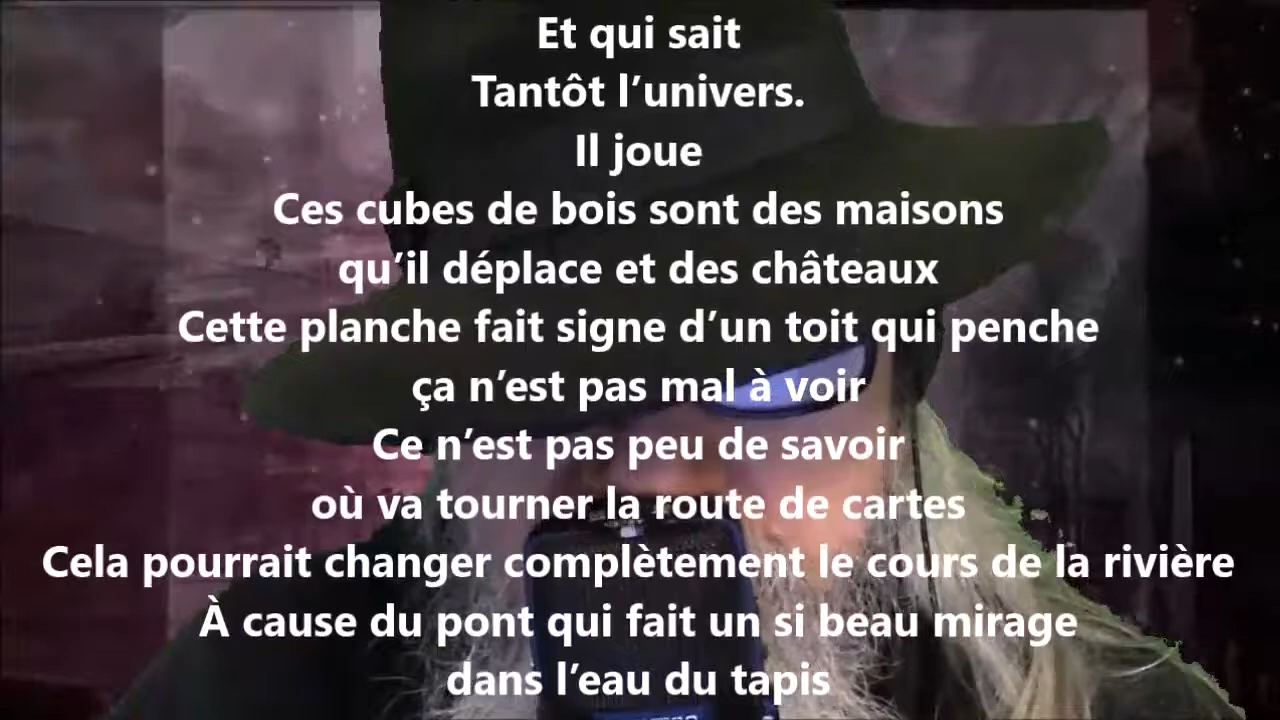 Et qui sait
Tantôt l’univers.
Il joue
Ces cubes de bois sont des maisons
qu’il déplace et des châteaux
Cette planche fait signe d’un toit qui penche
ça n’est pas mal à voir
Ce n’est pas peu de savoir
où va tourner la route de cartes
Cela pourrait changer complètement le cours de la rivière
À cause du pont qui fait un si beau mirage
dans l’eau du tapis